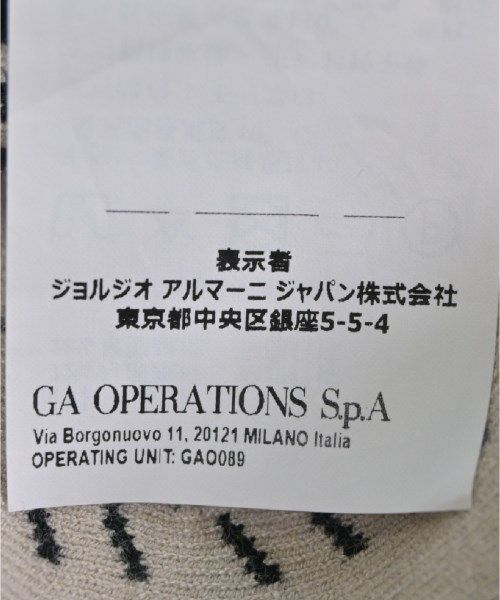 表示者
ジョルジオ アルマーニ ジャパン株式会社
東京都中央区銀座5-5-4
GA OPERATIONS S.p.A
Via Borgonuovo 11, 20121 MILANO Italia
OPERATING UNIT: GAO089